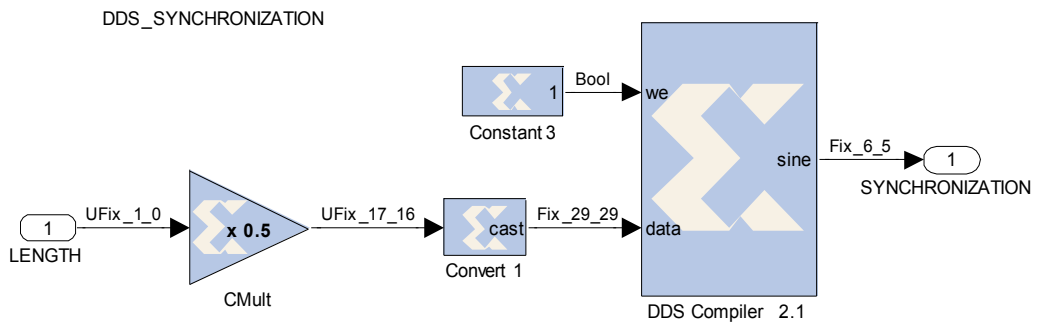 DDS_SYNCHRONIZATION
1
Bool
we
Constant 3
sine
Fix_6_5
1
SYNCHRONIZATION
1
UFix_1_0
x 0.5
UFix_17_16
cast
Fix_29_29
data
LENGTH
CMult
Convert 1
DDS Compiler 2.1